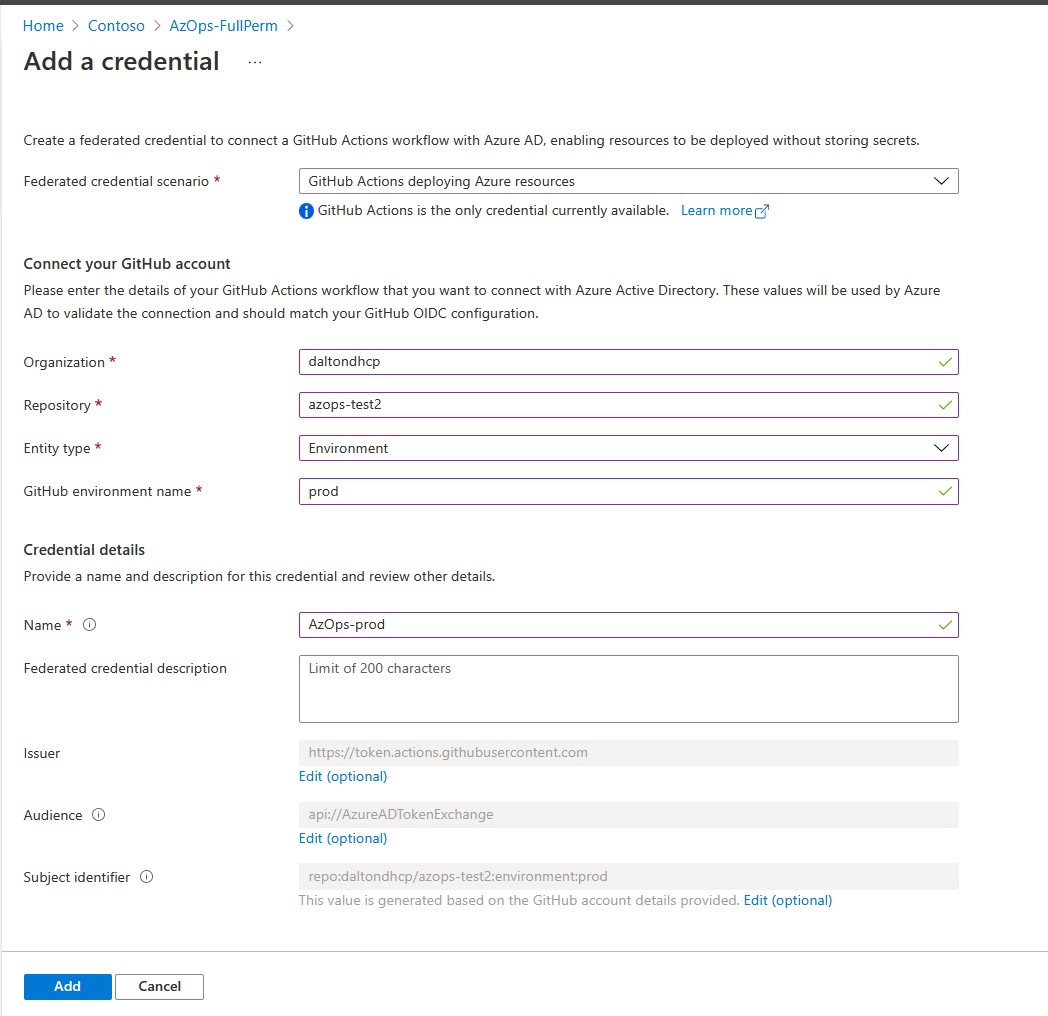 Home > Contoso > AzOps-FullPerm >
Add a credential ...
Create a federated credential to connect a GitHub Actions workflow with Azure AD, enabling resources to be deployed without storing secrets.
Federated credential scenario * GitHub Actions deploying Azure resources
GitHub Actions is the only credential currently available. Learn more
Connect your GitHub account
Please enter the details of your GitHub Actions workflow that you want to connect with Azure Active Directory. These values will be used by Azure
AD to validate the connection and should match your GitHub OIDC configuration.
Organization * daltondhcp
Repository * azops-test2
Entity type * Environment
GitHub environment name * prod
Credential details
Provide a name and description for this credential and review other details.
Name * AzOps-prod
Federated credential description Limit of 200 characters
Issuer https://token.actions.githubusercontent.com
Edit (optional)
Audience api://AzureADTokenExchange
Edit (optional)
Subject identifier repo:daltondhcp/azops-test2:environment:prod
This value is generated based on the GitHub account details provided. Edit (optional)
Add Cancel